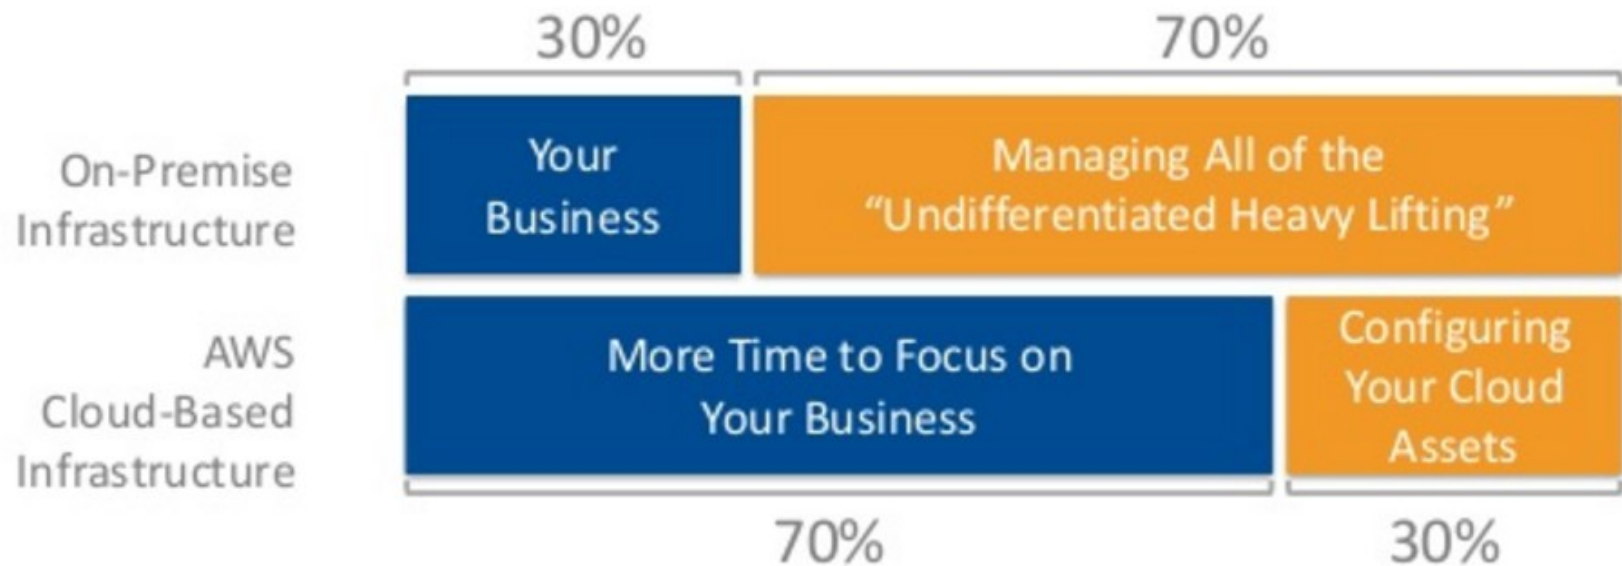 30%
70%
On-Premise
Infrastructure
Your
Business
Managing All of the
“Undifferentiated Heavy Lifting”
AWS
Cloud-Based
Infrastructure
More Time to Focus on
Your Business
Configuring
Your Cloud
Assets
70%
30%